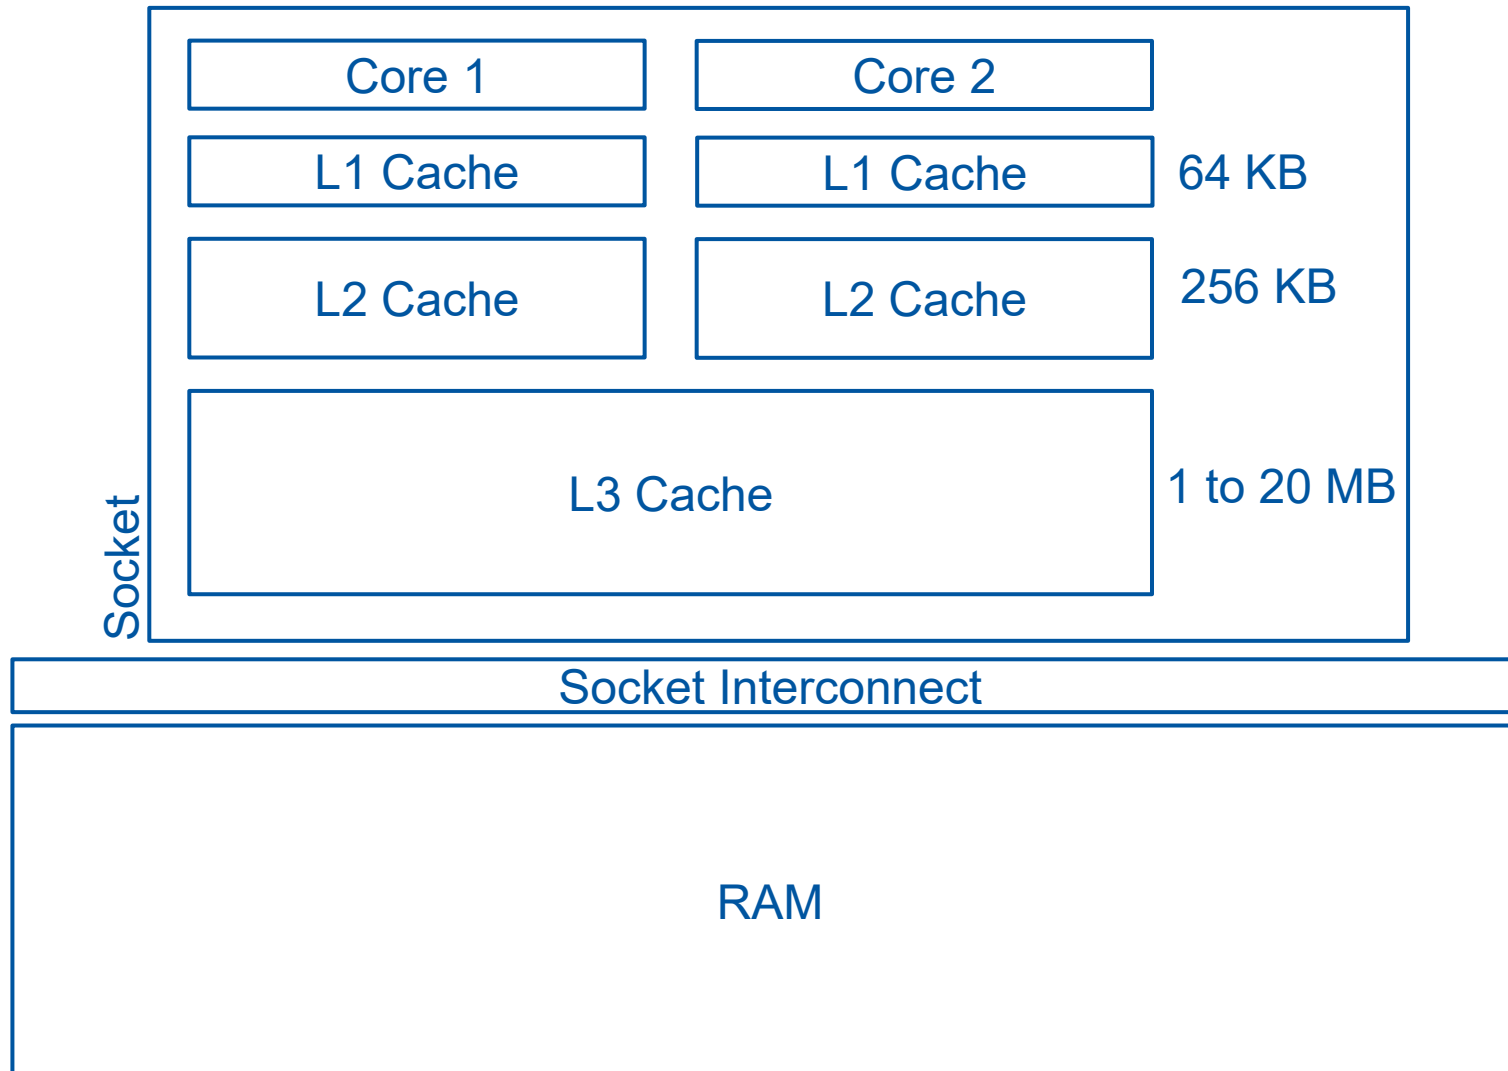 Core 1
Core 2
L1 Cache
L1 Cache
64 KB
L2 Cache
L2 Cache
256 KB
L3 Cache
1 to 20 MB
Socket
Socket Interconnect
RAM